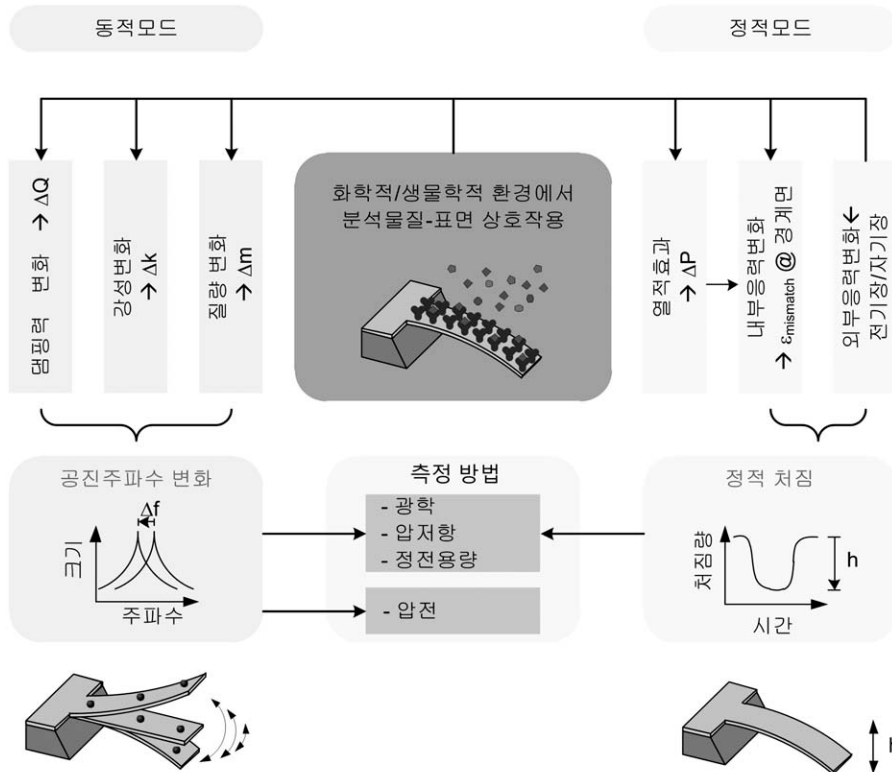 동적모드
정적모드
댐핑력 변화 → ΔQ
강성변화
→ Δk
질량 변화
→ Δm
화학적/생물학적 환경에서
분석물질-표면 상호작용
열적효과
→ ΔP
내부응력변화
→ εmismatch @ 경계면
외부응력변화←
전기장/자기장
공진주파수 변화
Δf
크기
주파수
측정 방법
- 광학
- 압저항
- 정전용량
- 압전
정적 처짐
처짐량
h
시간